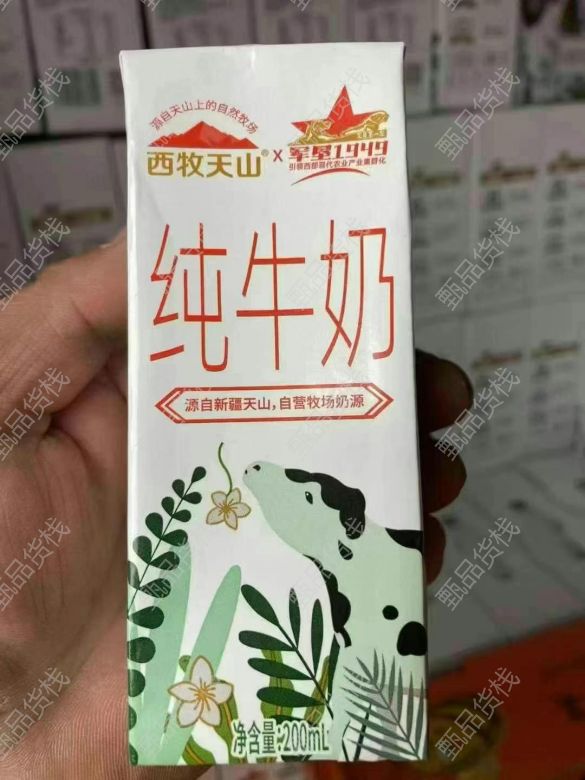 源自天山上的自然牧场
西牧天山® x 军垦1949
引领西部现代农业产业集群化
纯牛奶
源自新疆天山，自营牧场奶源
净含量:200mL
甄品货栈